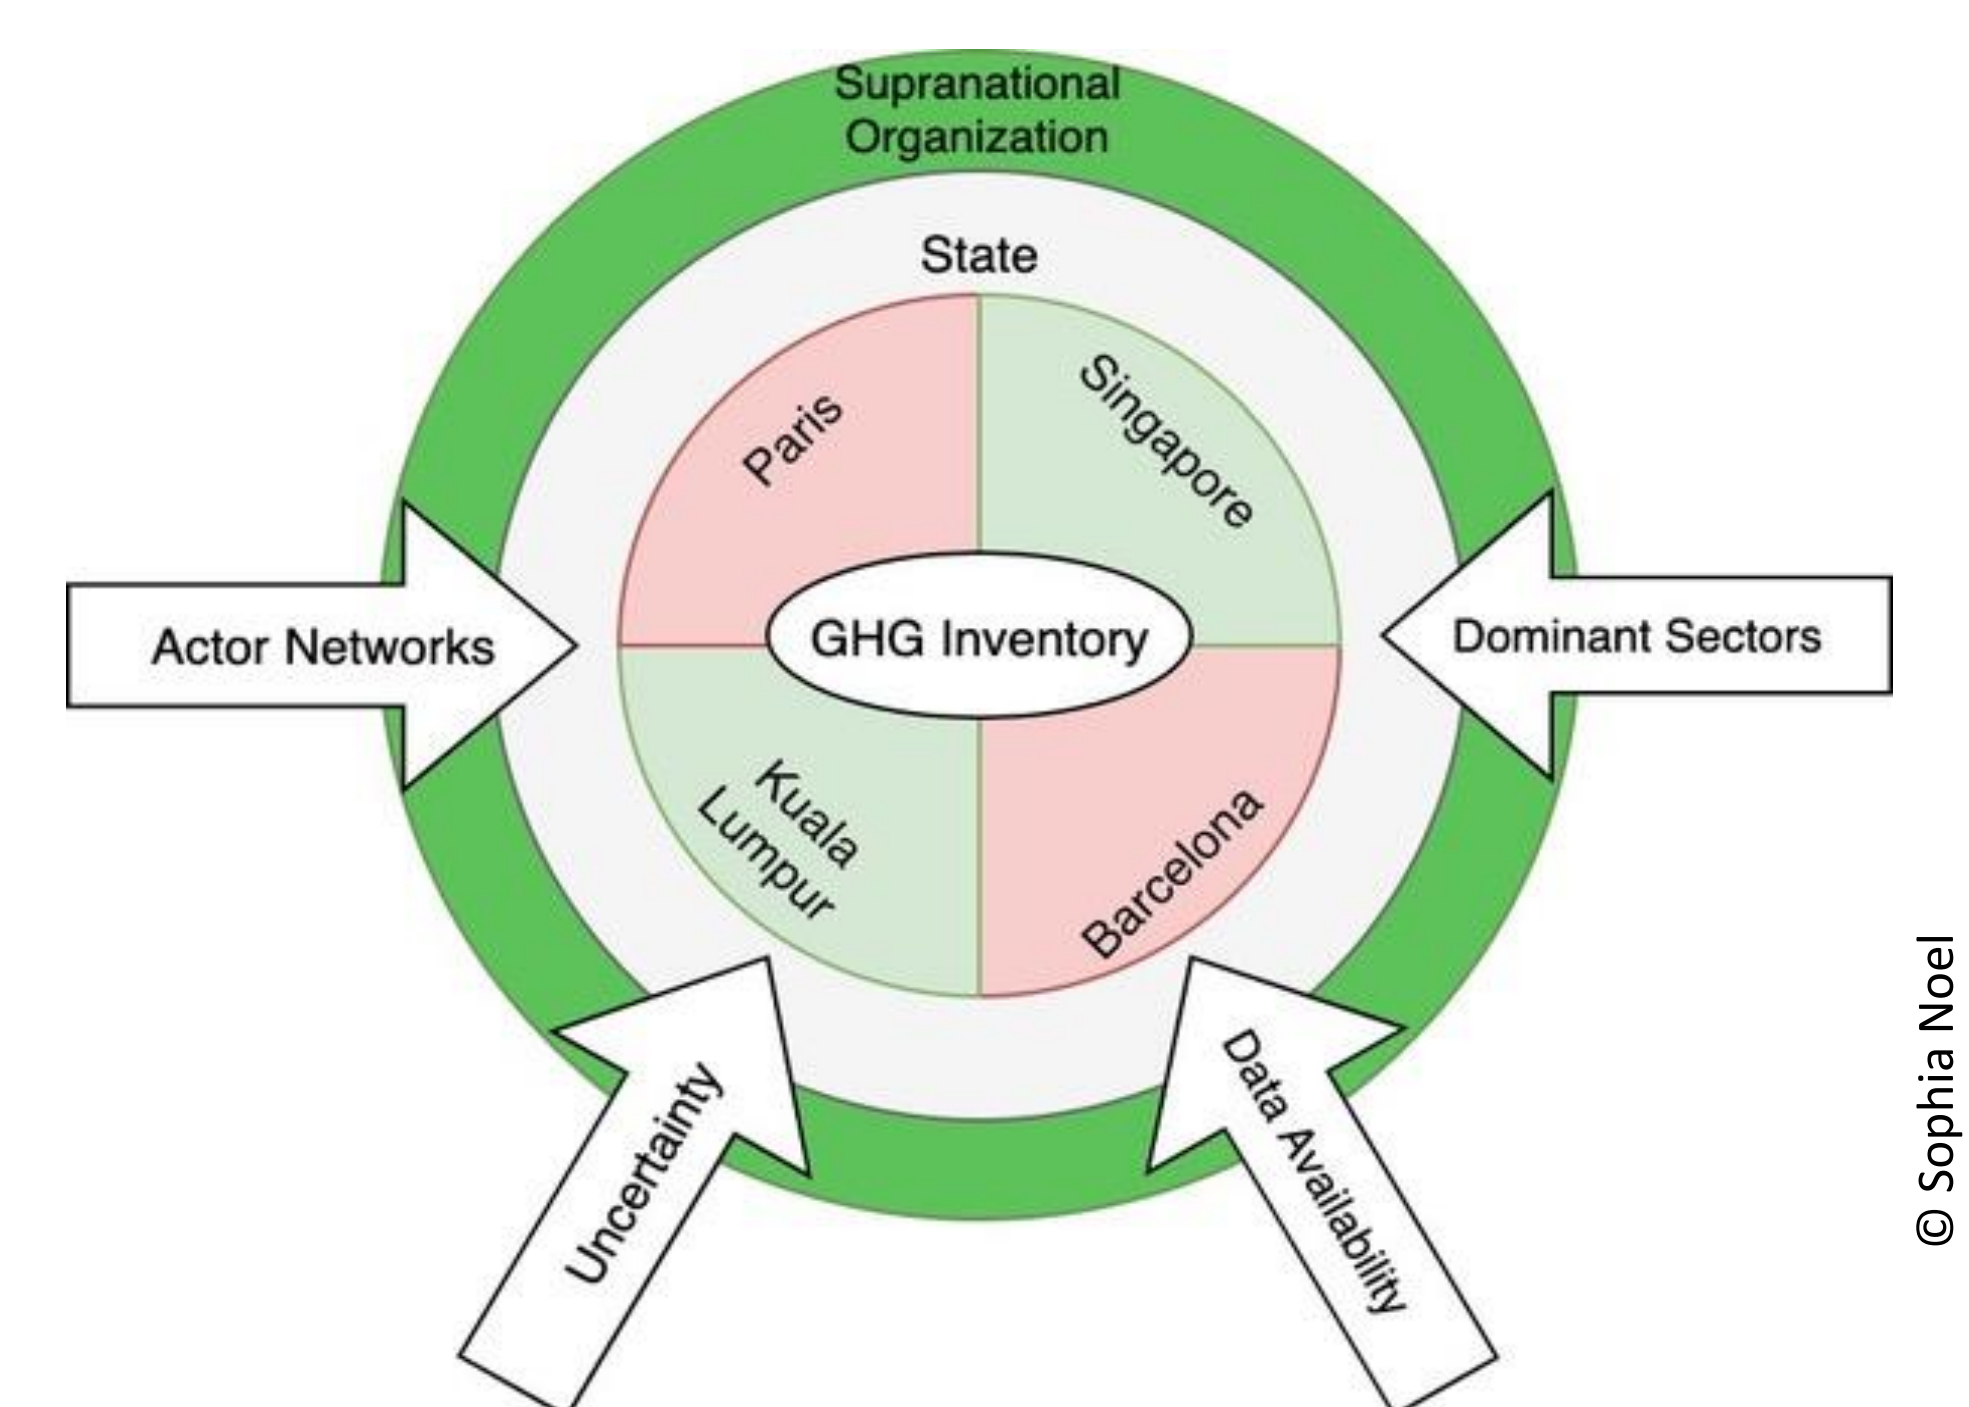 Supranational
Organization
State
Paris
Singapore
Actor Networks
GHG Inventory
Dominant Sectors
Kuala
Lumpur
Barcelona
Uncertainty
Data Availability
© Sophia Noel